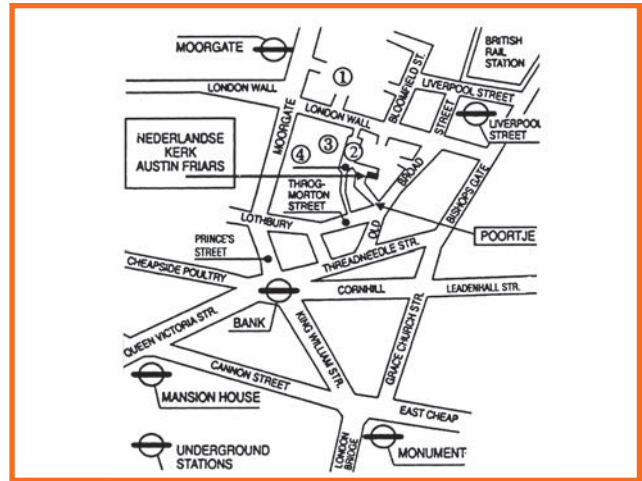 MOORGATE
BRITISH
RAIL
STATION
①
BLOOMFIELD ST.
LIVERPOOL STREET
LONDON WALL
LONDON WALL
MOORGATE
STREET
LIVERPOOL
STREET
NEDERLANDSE
KERK
AUSTIN FRIARS
④
③
②
BROAD
THROG-
MORTON
STREET
BISHOPS GATE
LOTHBURY
OLD
POORTJE
PRINCE'S
STREET
THREADNEEDLE STR.
CHEAPSIDE POULTRY
CORNHILL
LEADENHALL STR.
BANK
QUEEN VICTORIA STR.
KING WILLIAM STR.
GRACE CHURCH STR.
CANNON STREET
MANSION HOUSE
EAST CHEAP
UNDERGROUND
STATIONS
LONDON
BRIDGE
MONUMENT